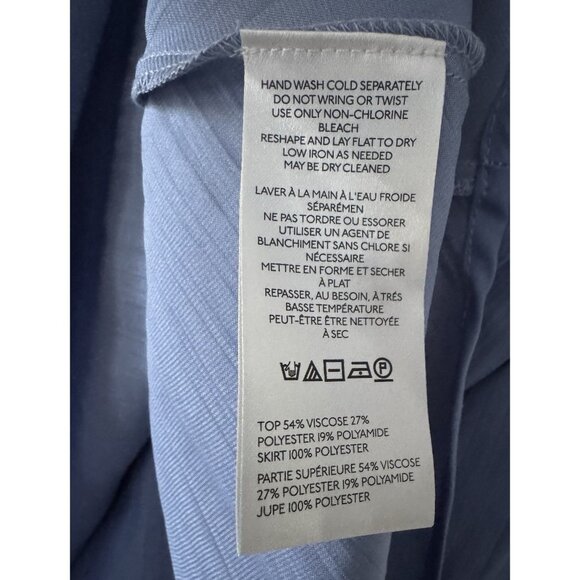 HAND WASH COLD SEPARATELY
DO NOT WRING OR TWIST
USE ONLY NON-CHLORINE
BLEACH
RESHAPE AND LAY FLAT TO DRY
LOW IRON AS NEEDED
MAY BE DRY CLEANED
LAVER À LA MAIN À L'EAU FROIDE
SÉPARÉMEN
NE PAS TORDRE OU ESSORER
UTILISER UN AGENT DE
BLANCHIMENT SANS CHLORE SI
NÉCESSAIRE
METTRE EN FORME ET SECHER
À PLAT
REPASSER, AU BESOIN, À TRÉS
BASSE TEMPÉRATURE
PEUT-ÊTRE ÊTRE NETTOYÉE
À SEC
P
TOP 54% VISCOSE 27%
POLYESTER 19% POLYAMIDE
SKIRT 100% POLYESTER
PARTIE SUPÉRIEURE 54% VISCOSE
27% POLYESTER 19% POLYAMIDE
JUPE 100% POLYESTER